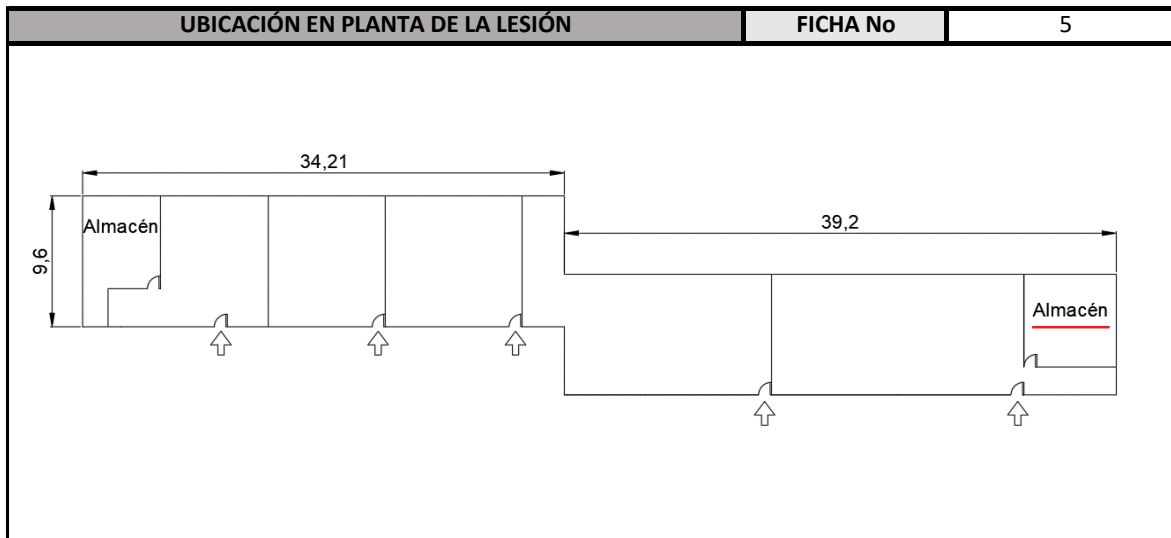 UBICACIÓN EN PLANTA DE LA LESIÓN FICHA No 5
34,21
Almacén
39,2
9,6
Almacén